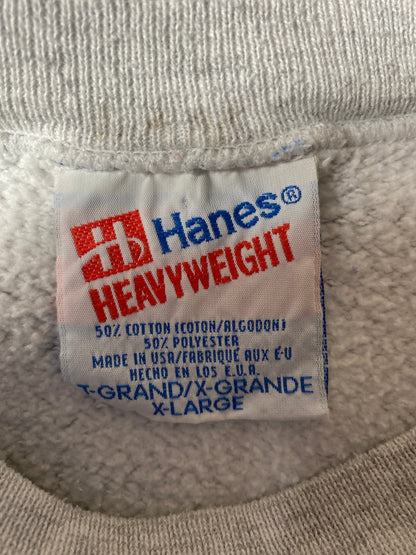 Hanes®
HEAVYWEIGHT
50% COTTON (COTON/ALGODON)
50% POLYESTER
MADE IN USA/FABRIQUÉ AUX É-U
HECHO EN LOS E.U.A.
T-GRAND/X-GRANDE
X-LARGE